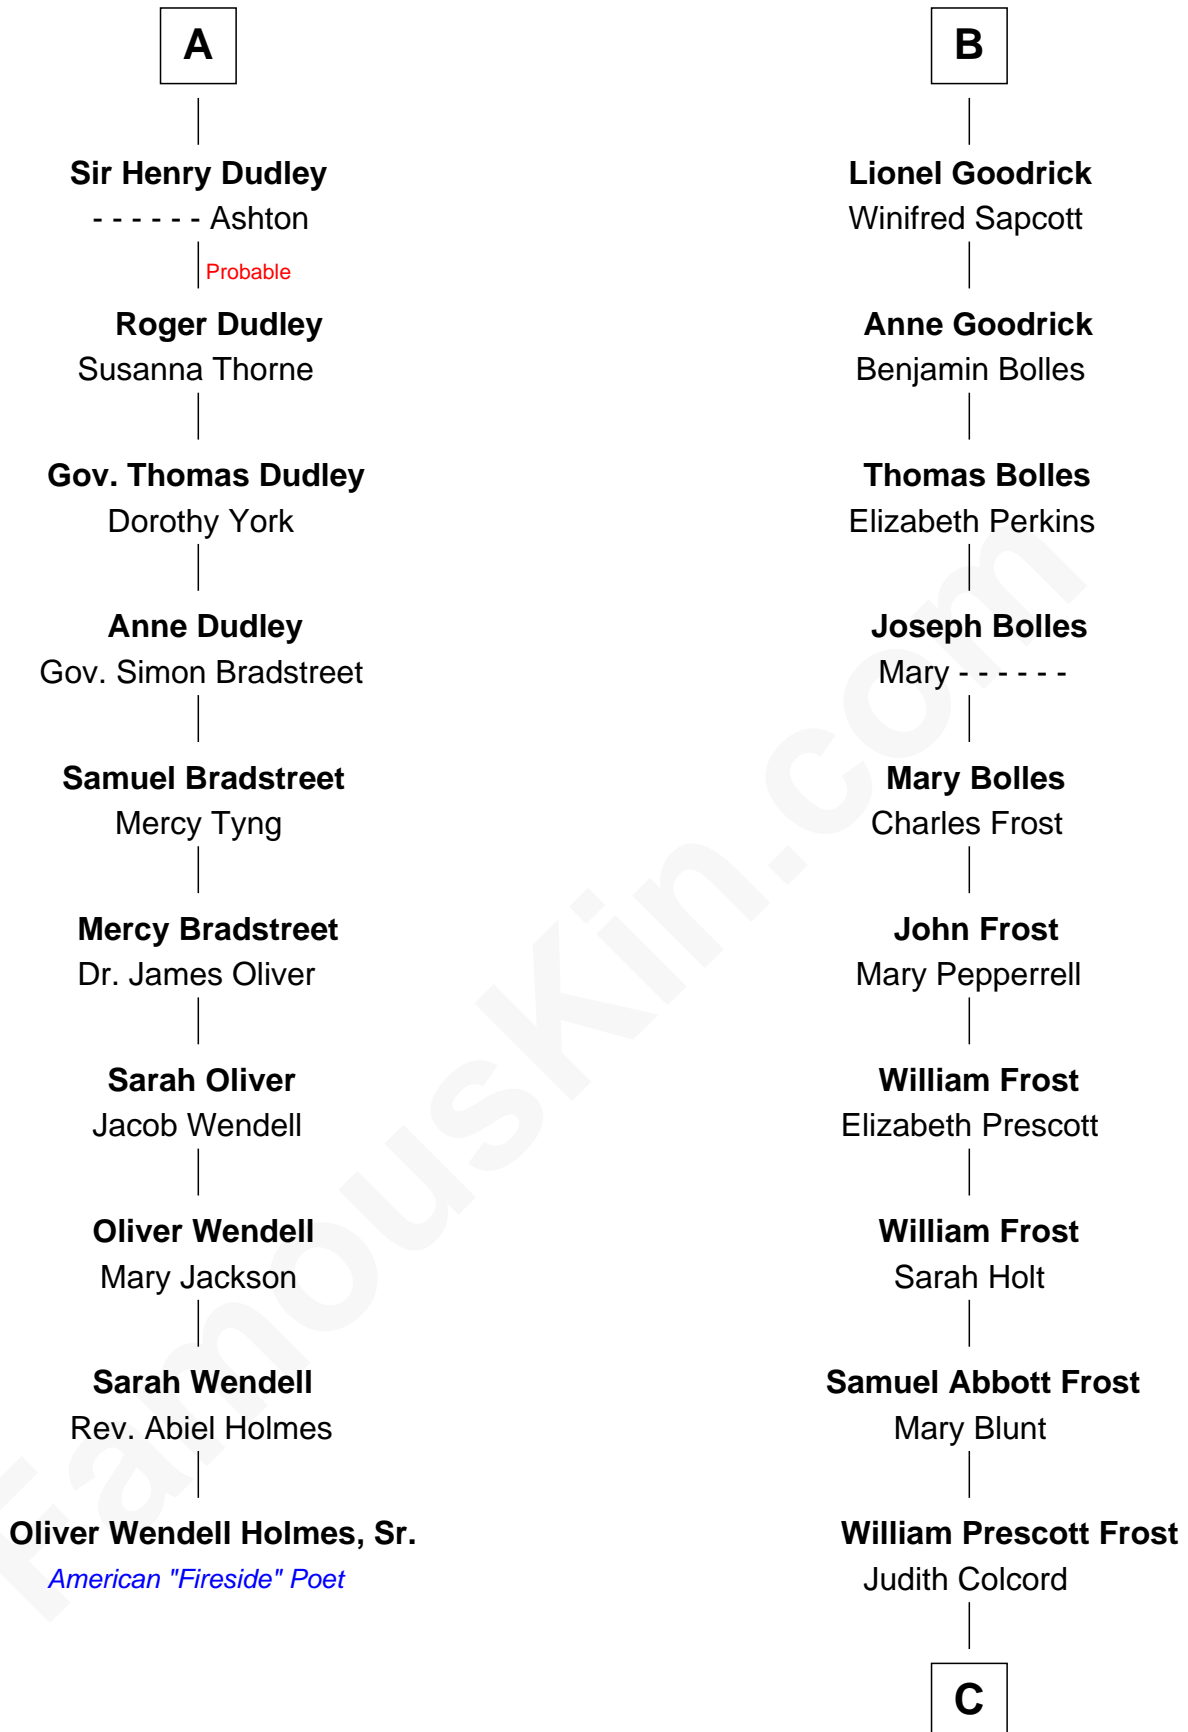 A
Sir Henry Dudley
- - - - - - Ashton
Probable
Roger Dudley
Susanna Thorne
Gov. Thomas Dudley
Dorothy York
Anne Dudley
Gov. Simon Bradstreet
Samuel Bradstreet
Mercy Tyng
Mercy Bradstreet
Dr. James Oliver
Sarah Oliver
Jacob Wendell
Oliver Wendell
Mary Jackson
Sarah Wendell
Rev. Abiel Holmes
Oliver Wendell Holmes, Sr.
American "Fireside" Poet
B
Lionel Goodrick
Winifred Sapcott
Anne Goodrick
Benjamin Bolles
Thomas Bolles
Elizabeth Perkins
Joseph Bolles
Mary - - - - - -
Mary Bolles
Charles Frost
John Frost
Mary Pepperrell
William Frost
Elizabeth Prescott
William Frost
Sarah Holt
Samuel Abbott Frost
Mary Blunt
William Prescott Frost
Judith Colcord
C
FamousKin.com